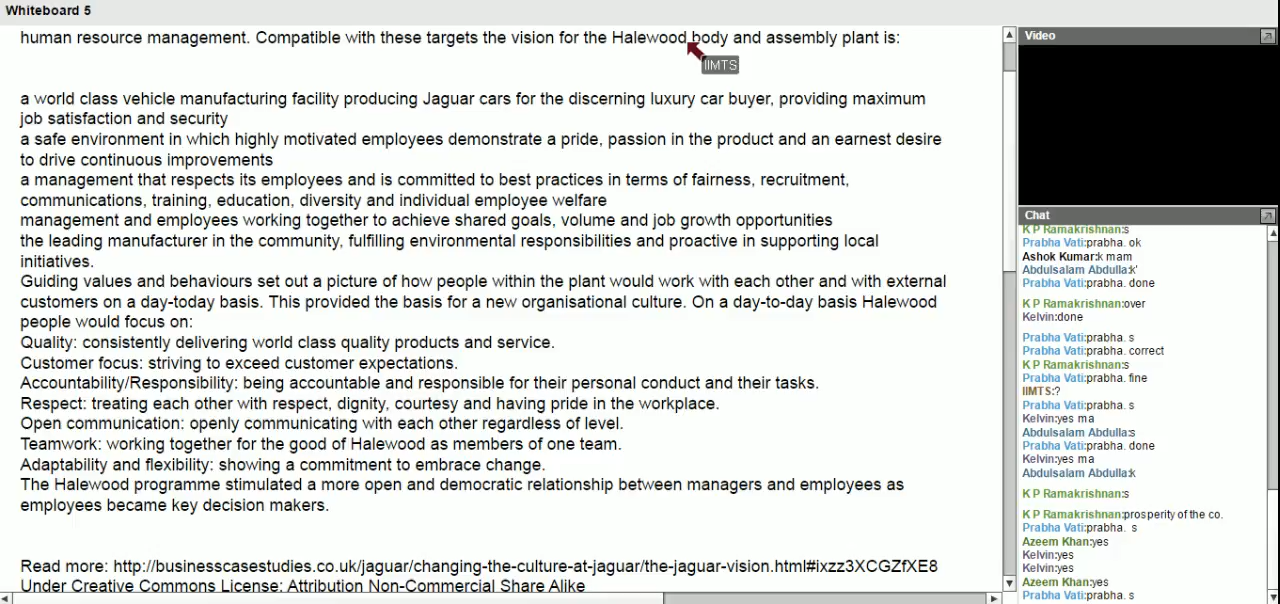 Whiteboard 5
human resource management. Compatible with these targets the vision for the Halewood body and assembly plant is:
IIMTS
a world class vehicle manufacturing facility producing Jaguar cars for the discerning luxury car buyer, providing maximum
job satisfaction and security
a safe environment in which highly motivated employees demonstrate a pride, passion in the product and an earnest desire
to drive continuous improvements
a management that respects its employees and is committed to best practices in terms of fairness, recruitment,
communications, training, education, diversity and individual employee welfare
management and employees working together to achieve shared goals, volume and job growth opportunities
the leading manufacturer in the community, fulfilling environmental responsibilities and proactive in supporting local
initiatives.
Guiding values and behaviours set out a picture of how people within the plant would work with each other and with external
customers on a day-today basis. This provided the basis for a new organisational culture. On a day-to-day basis Halewood
people would focus on:
Quality: consistently delivering world class quality products and service.
Customer focus: striving to exceed customer expectations.
Accountability/Responsibility: being accountable and responsible for their personal conduct and their tasks.
Respect: treating each other with respect, dignity, courtesy and having pride in the workplace.
Open communication: openly communicating with each other regardless of level.
Teamwork: working together for the good of Halewood as members of one team.
Adaptability and flexibility: showing a commitment to embrace change.
The Halewood programme stimulated a more open and democratic relationship between managers and employees as
employees became key decision makers.
Read more: http://businesscasestudies.co.uk/jaguar/changing-the-culture-at-jaguar/the-jaguar-vision.html#ixzz3XCGZfXE8
Under Creative Commons License: Attribution Non-Commercial Share Alike
Video
Chat
K P Ramakrishnan:s
Prabha Vati:prabha. ok
Ashok Kumar:k mam
Abdulsalam Abdulla:k'
Prabha Vati:prabha. done
K P Ramakrishnan:over
Kelvin:done
Prabha Vati:prabha. s
Prabha Vati:prabha. correct
K P Ramakrishnan:s
Prabha Vati:prabha. fine
IIMTS:?
Prabha Vati:prabha. s
Kelvin:yes ma
Abdulsalam Abdulla:s
Prabha Vati:prabha. done
Kelvin:yes ma
Abdulsalam Abdulla:k
K P Ramakrishnan:s
K P Ramakrishnan:prosperity of the co.
Prabha Vati:prabha.  s
Azeem Khan:yes
Kelvin:yes
Kelvin:yes
Azeem Khan:yes
Prabha Vati:prabha. s